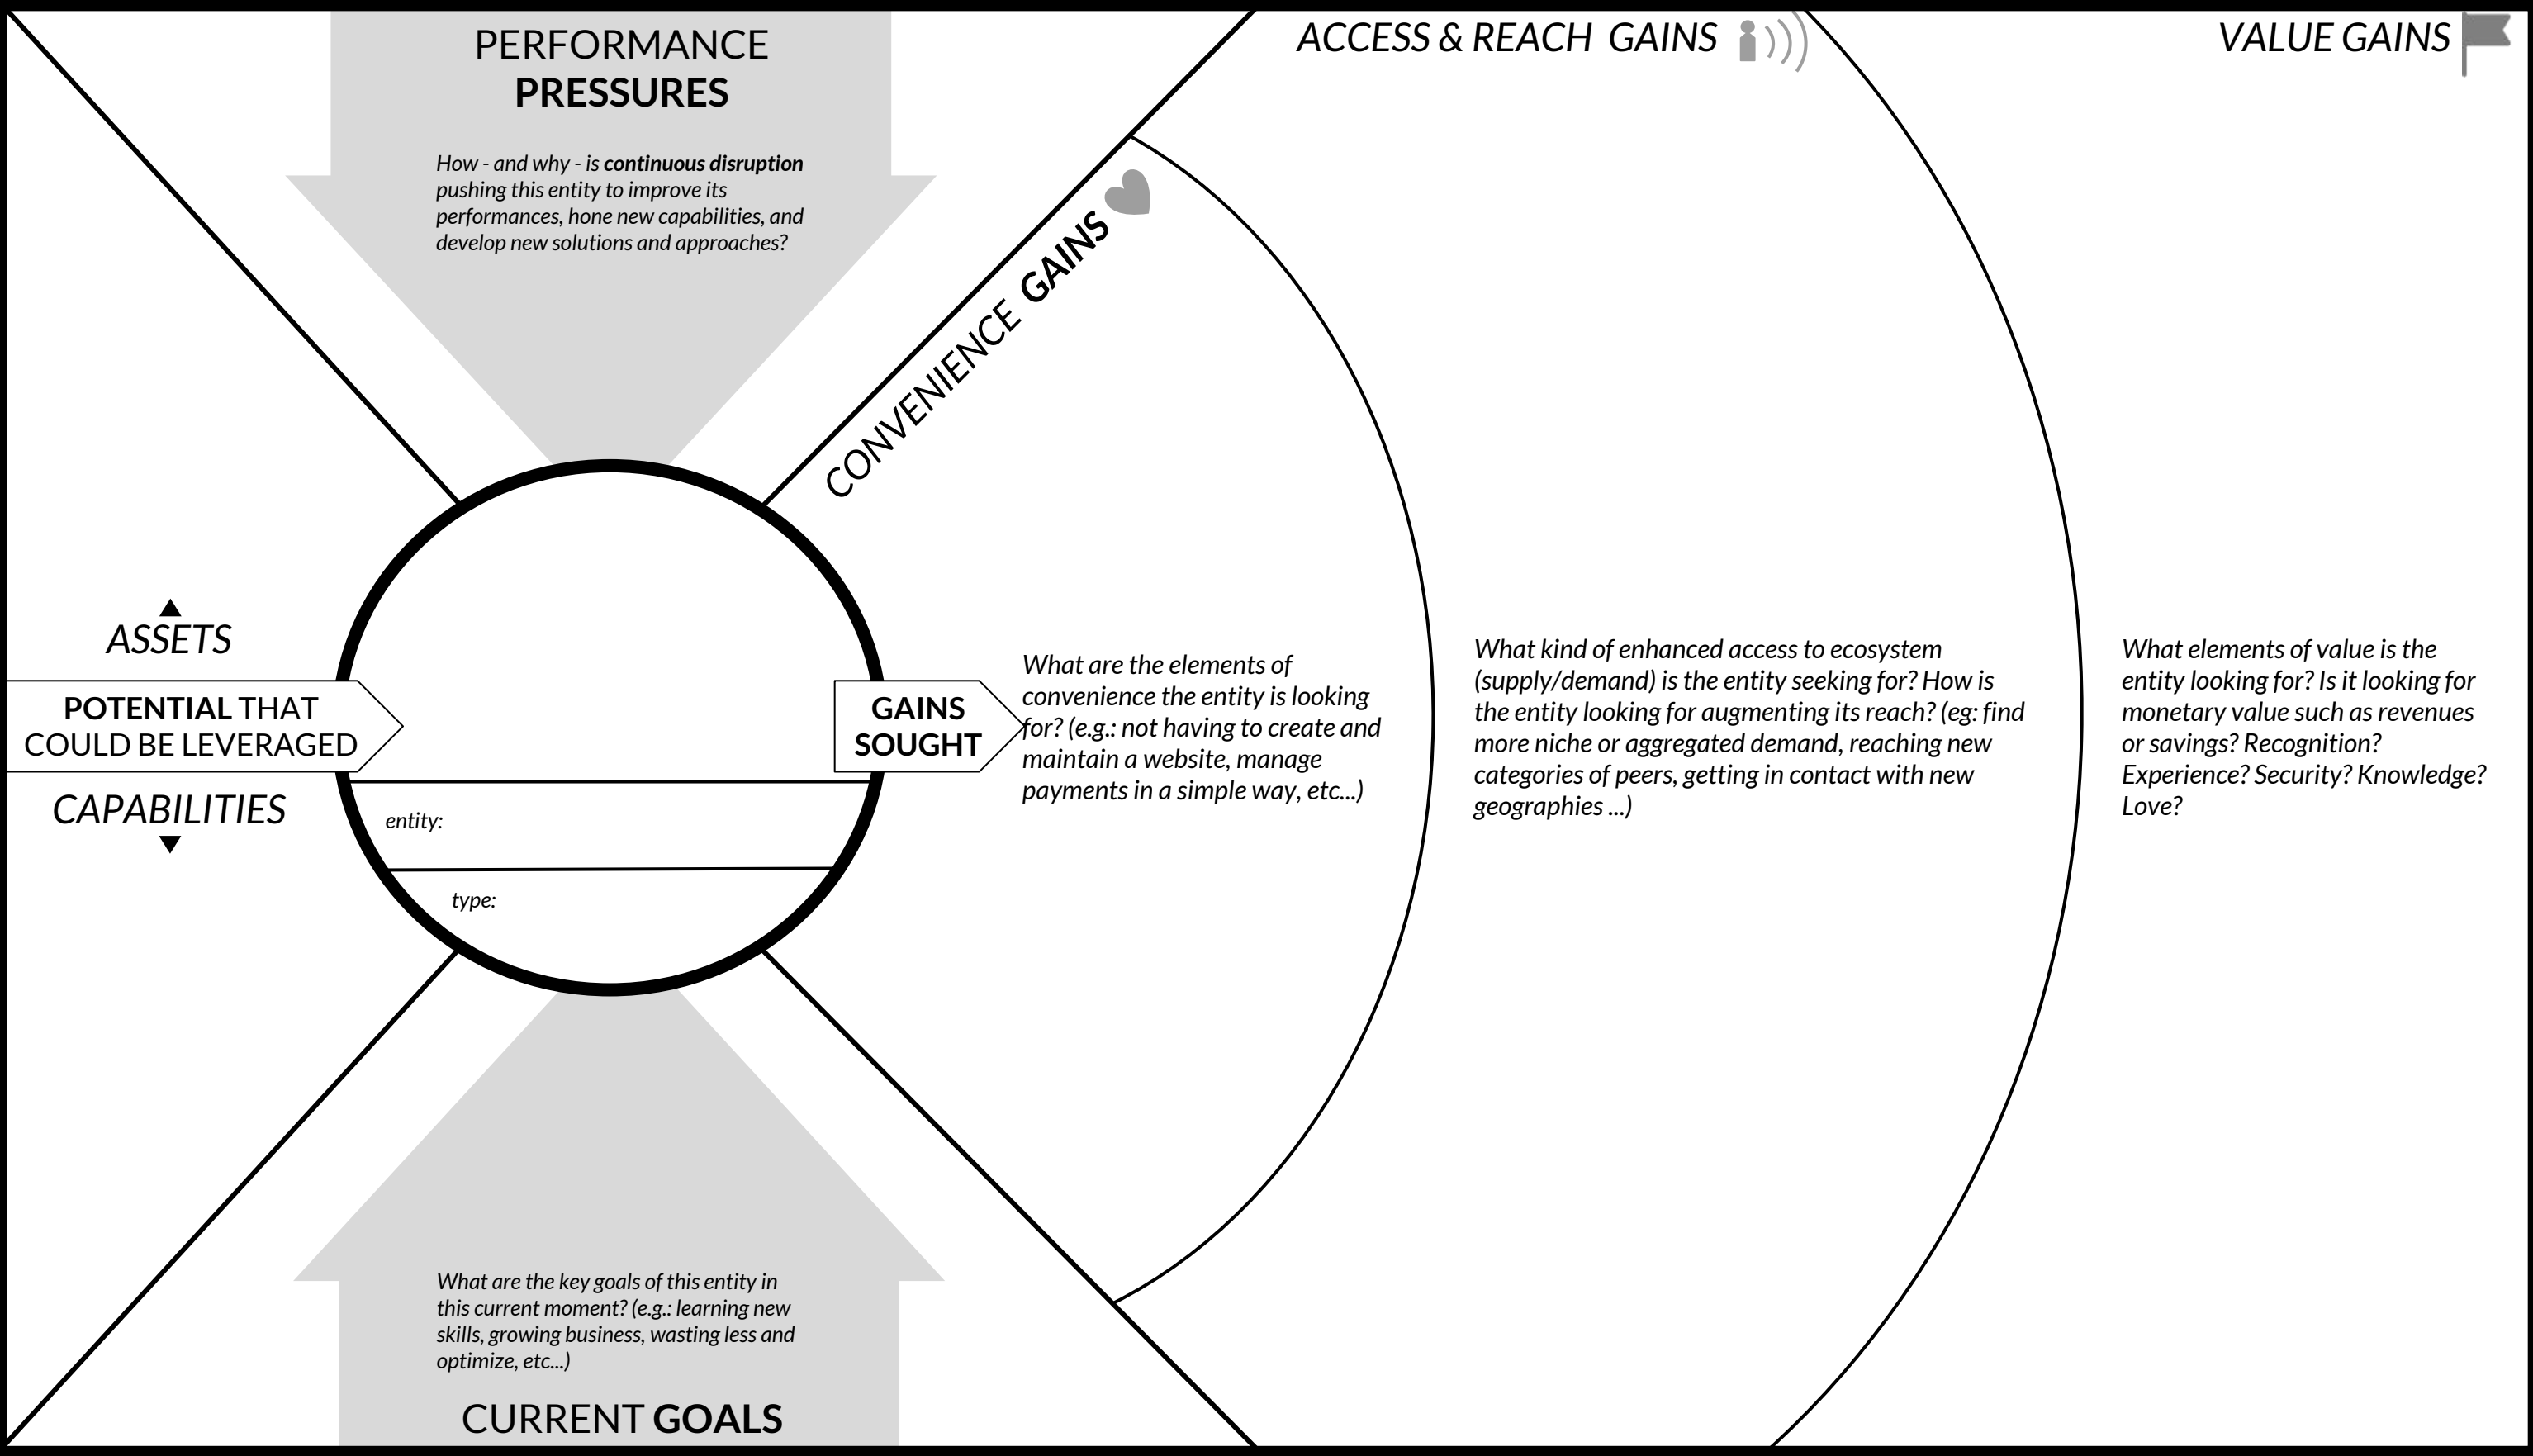 PERFORMANCE
PRESSURES
How - and why - is continuous disruption
pushing this entity to improve its
performances, hone new capabilities, and
develop new solutions and approaches?
ACCESS & REACH GAINS
VALUE GAINS
CONVENIENCE GAINS
ASSETS
POTENTIAL THAT
COULD BE LEVERAGED
CAPABILITIES
entity:
type:
GAINS
SOUGHT
What are the elements of
convenience the entity is looking
for? (e.g.: not having to create and
maintain a website, manage
payments in a simple way, etc...)
What kind of enhanced access to ecosystem
(supply/demand) is the entity seeking for? How is
the entity looking for augmenting its reach? (eg: find
more niche or aggregated demand, reaching new
categories of peers, getting in contact with new
geographies ...)
What elements of value is the
entity looking for? Is it looking for
monetary value such as revenues
or savings? Recognition?
Experience? Security? Knowledge?
Love?
What are the key goals of this entity in
this current moment? (e.g.: learning new
skills, growing business, wasting less and
optimize, etc...)
CURRENT GOALS